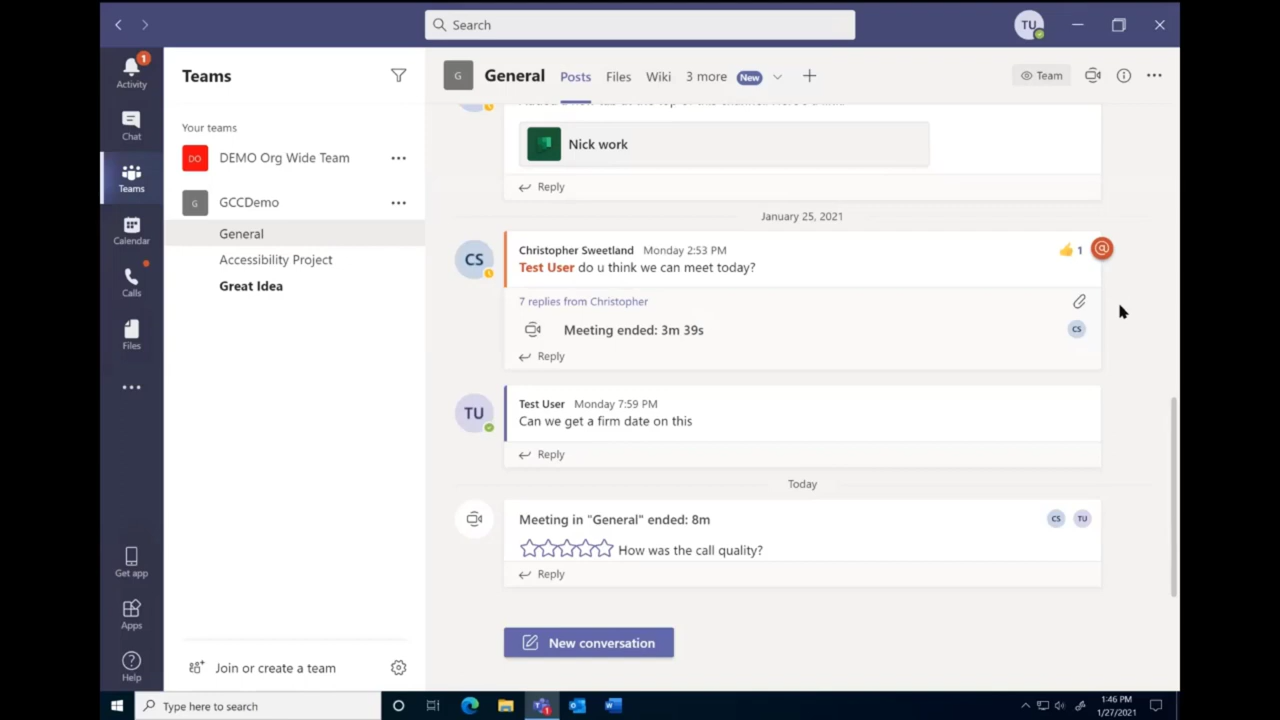 Search
TU
1
Activity
Chat
Teams
Calendar
Calls
Files
Get app
Apps
Help
Teams
Your teams
DO DEMO Org Wide Team
G GCCDemo
General
Accessibility Project
Great Idea
Join or create a team
G General Posts Files Wiki 3 more New
Team
Nick work
Reply
January 25, 2021
CS
Christopher Sweetland Monday 2:53 PM
1
Test User do u think we can meet today?
7 replies from Christopher
Meeting ended: 3m 39s
CS
Reply
TU
Test User Monday 7:59 PM
Can we get a firm date on this
Reply
Today
Meeting in "General" ended: 8m
CS TU
How was the call quality?
Reply
New conversation
Type here to search
1:46 PM
1/27/2021